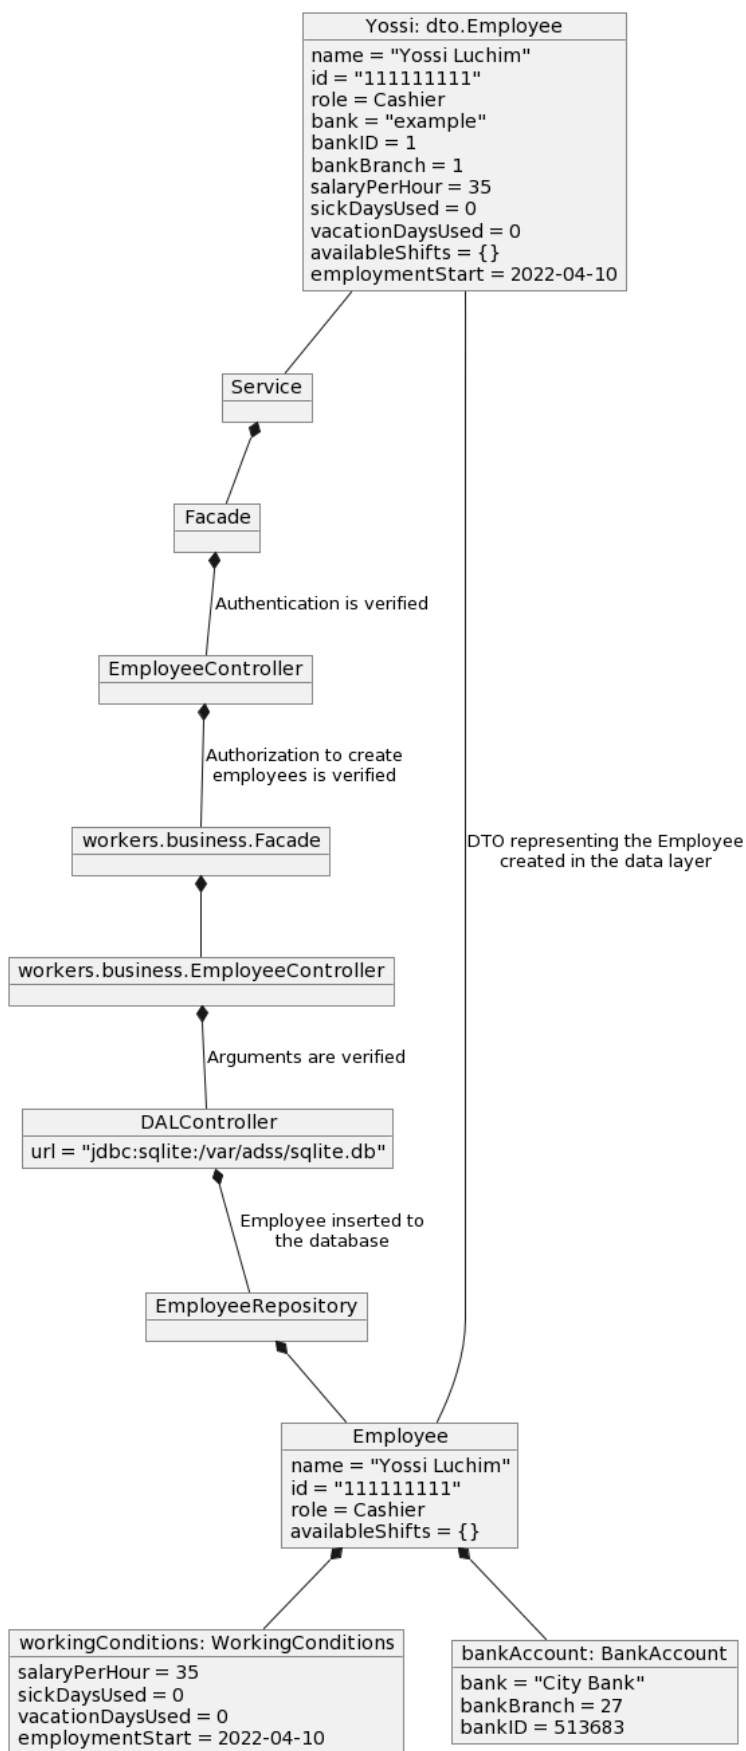 Yossi: dto.Employee
name = "Yossi Luchim"
id = "111111111"
role = Cashier
bank = "example"
bankID = 1
bankBranch = 1
salaryPerHour = 35
sickDaysUsed = 0
vacationDaysUsed = 0
availableShifts = {}
employmentStart = 2022-04-10
Service
Facade
Authentication is verified
EmployeeController
Authorization to create
employees is verified
workers.business.Facade
DTO representing the Employee
created in the data layer
workers.business.EmployeeController
Arguments are verified
DALController
url = "jdbc:sqlite:/var/adss/sqlite.db"
Employee inserted to
the database
EmployeeRepository
Employee
name = "Yossi Luchim"
id = "111111111"
role = Cashier
availableShifts = {}
workingConditions: WorkingConditions
salaryPerHour = 35
sickDaysUsed = 0
vacationDaysUsed = 0
employmentStart = 2022-04-10
bankAccount: BankAccount
bank = "City Bank"
bankBranch = 27
bankID = 513683